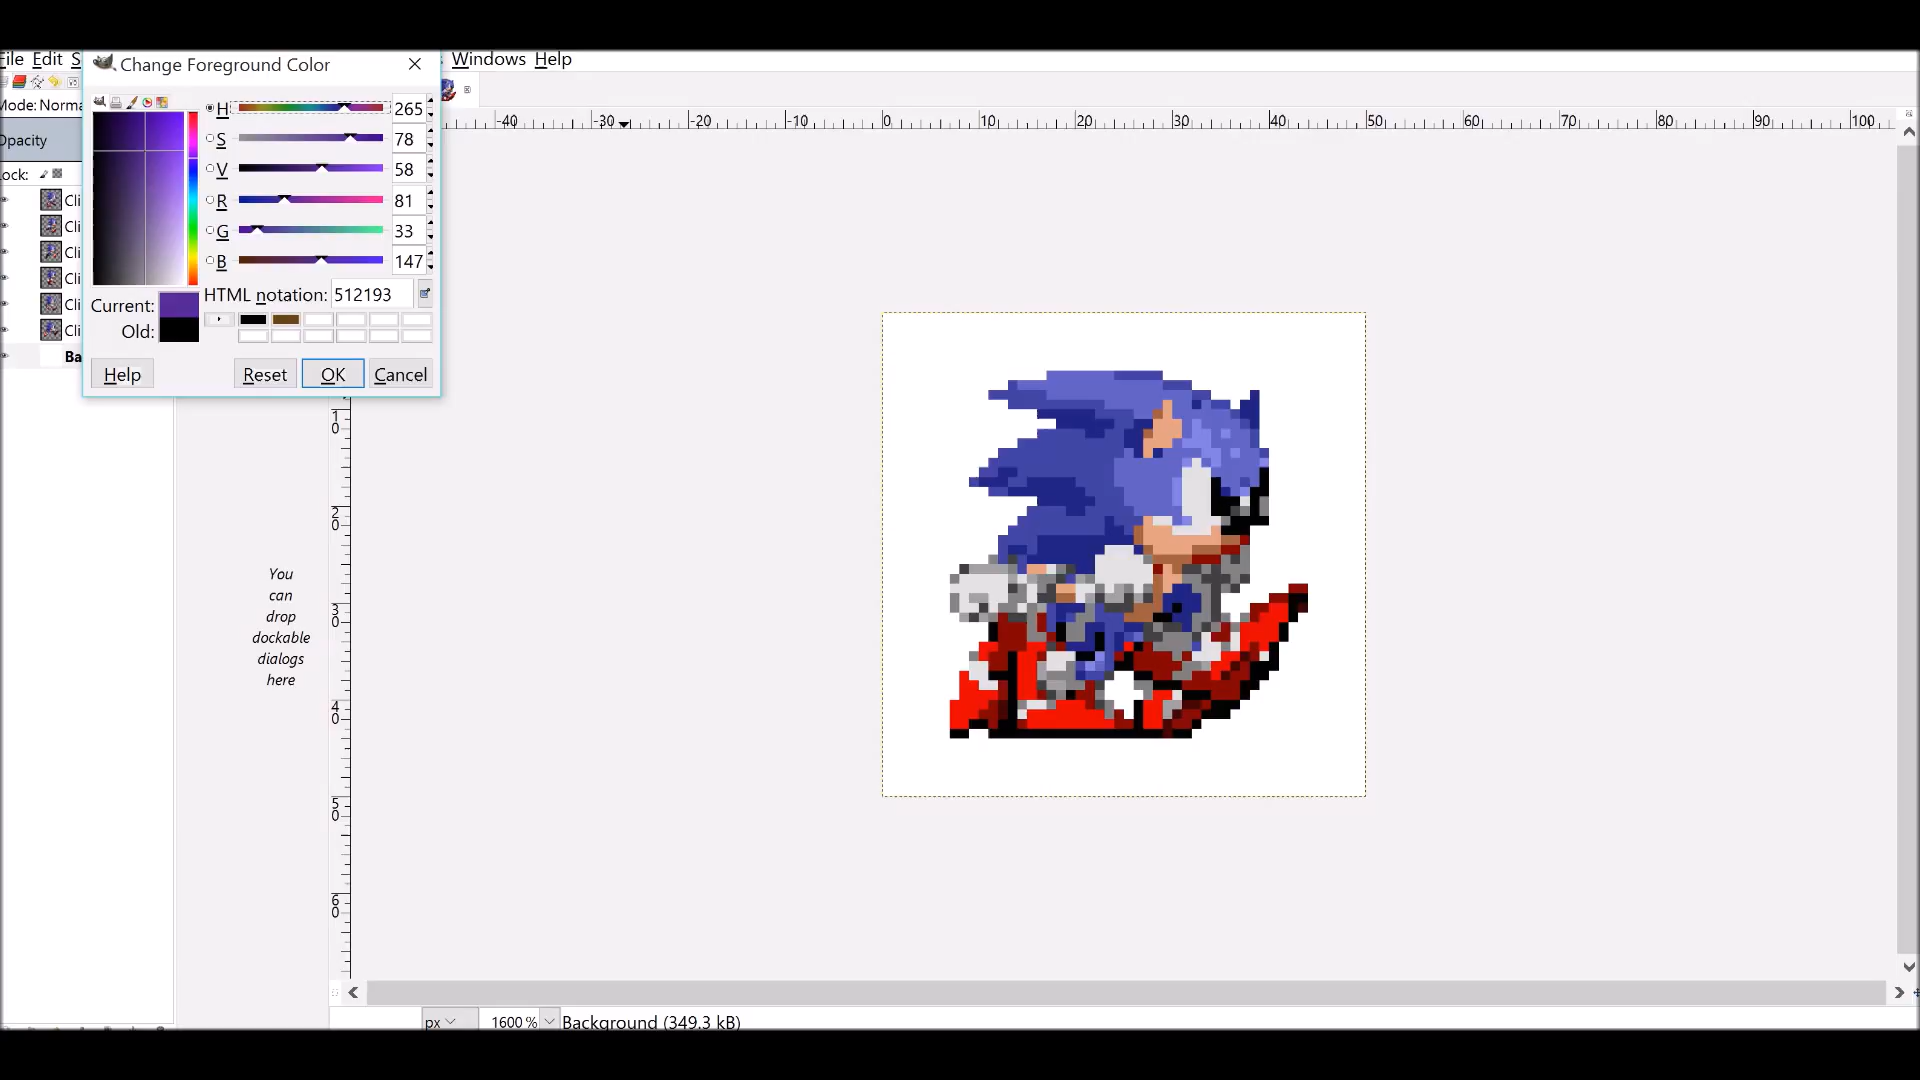 File Edit S
Windows Help
Change Foreground Color
Mode: Norma
Opacity
Lock:
H 265
S 78
V 58
R 81
G 33
B 147
HTML notation: 512193
Current:
Old:
Help Reset OK Cancel
Cli
Cli
Cli
Cli
Cli
Cli
Ba
-40 -30 -20 -10 0 10 20 30 40 50 60 70 80 90 100
10
20
30
40
50
60
You
can
drop
dockable
dialogs
here
px 1600 % Background (349.3 kB)